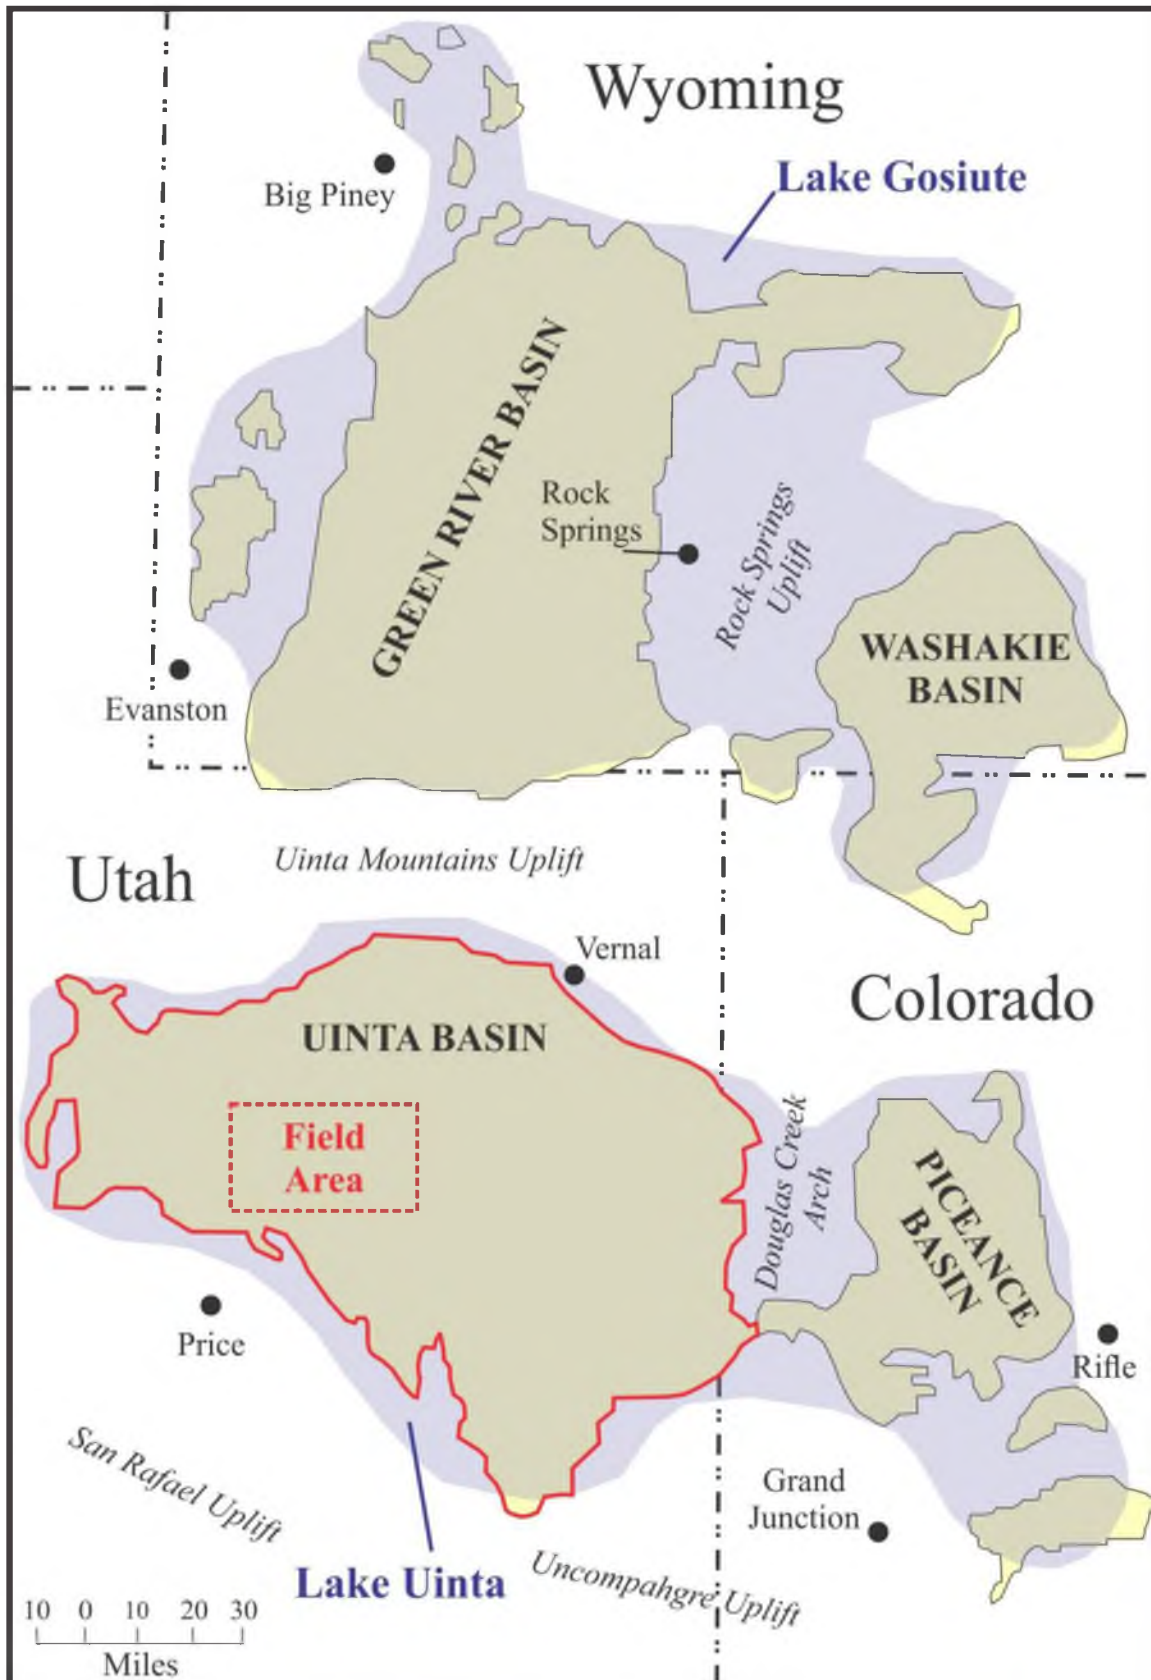 Wyoming
Lake Gosiute
Big Piney
GREEN RIVER BASIN
Rock
Springs
Rock Springs
Uplift
WASHAKIE
BASIN
Evanston
Utah
Uinta Mountains Uplift
Vernal
Colorado
UINTA BASIN
Field
Area
Douglas Creek
Arch
PICEANCE
BASIN
Price
Rifle
San Rafael Uplift
Grand
Junction
Lake Uinta
Uncompahgre Uplift
10 0 10 20 30
Miles